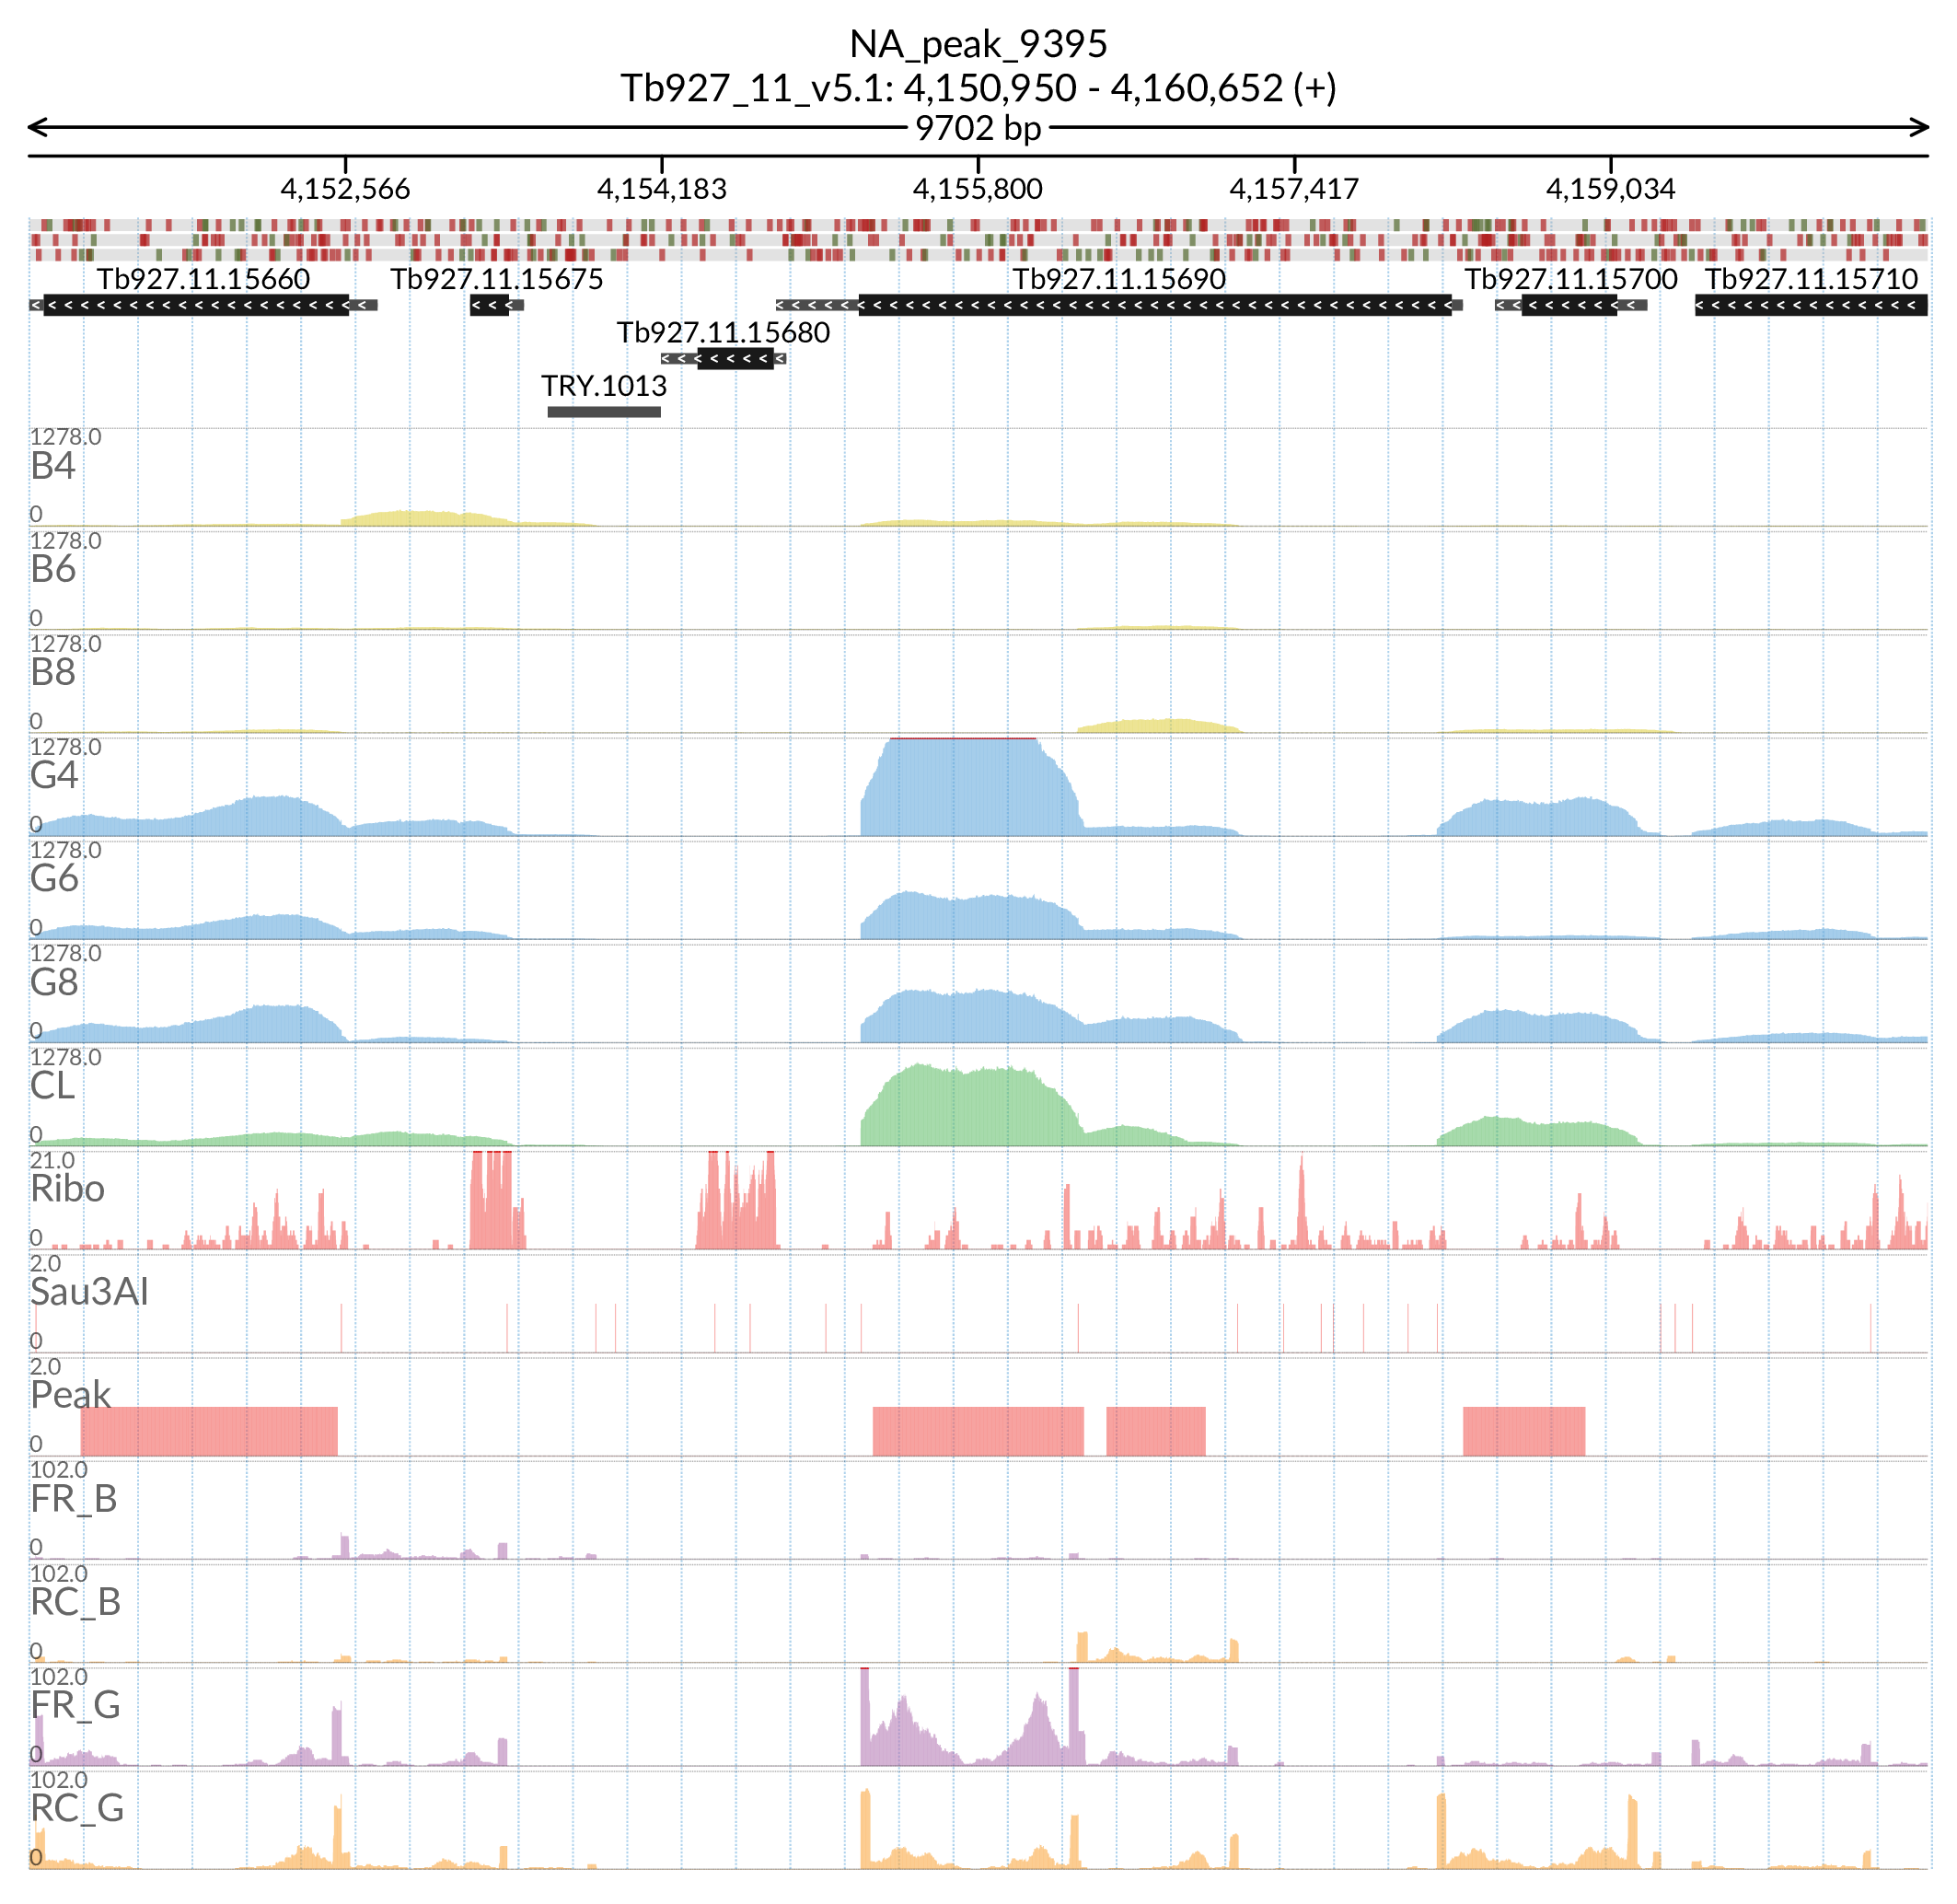 NA_peak_9395
Tb927_11_v5.1: 4,150,950 - 4,160,652 (+)
9702 bp
4,152,566 4,154,183 4,155,800 4,157,417 4,159,034
Tb927.11.15660 Tb927.11.15675 Tb927.11.15690 Tb927.11.15700 Tb927.11.15710
Tb927.11.15680
TRY.1013
1278.0
B4
0
1278.0
B6
0
1278.0
B8
0
1278.0
G4
0
1278.0
G6
0
1278.0
G8
0
1278.0
CL
0
21.0
Ribo
0
2.0
Sau3AI
0
2.0
Peak
0
102.0
FR_B
0
102.0
RC_B
0
102.0
FR_G
0
102.0
RC_G
0